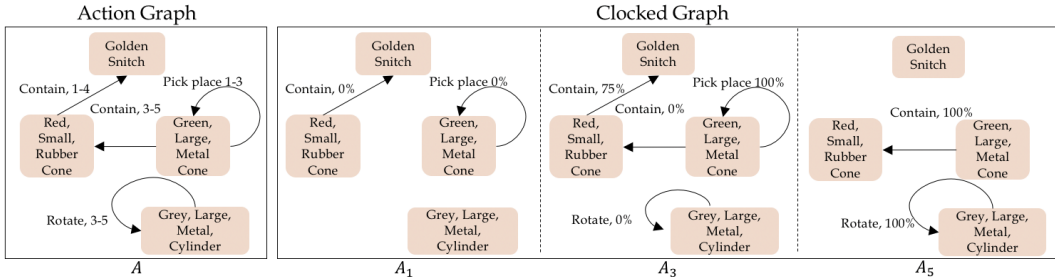 Action Graph
Golden
Snitch
Contain, 1-4
Pick place 1-3
Contain, 3-5
Red,
Small,
Rubber
Cone
Green,
Large,
Metal
Cone
Rotate, 3-5
Grey, Large,
Metal,
Cylinder
A
Clocked Graph
Golden
Snitch
Contain, 0%
Pick place 0%
Red,
Small,
Rubber
Cone
Green,
Large,
Metal
Cone
Grey, Large,
Metal,
Cylinder
A₁
Golden
Snitch
Contain, 75%
Pick place 100%
Contain, 0%
Red,
Small,
Rubber
Cone
Green,
Large,
Metal
Cone
Rotate, 0%
Grey, Large,
Metal,
Cylinder
A₃
Golden
Snitch
Contain, 100%
Red,
Small,
Rubber
Cone
Green,
Large,
Metal
Cone
Rotate, 100%
Grey, Large,
Metal,
Cylinder
A₅